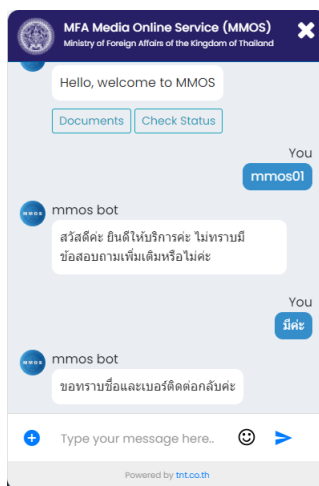 MFA Media Online Service (MMOS)
Ministry of Foreign Affairs of the Kingdom of Thailand
Hello, welcome to MMOS
Documents Check Status
You
mmos01
mmos bot
สวัสดีค่ะ ยินดีให้บริการค่ะ ไม่ทราบมี
ข้อสอบถามเพิ่มเติมหรือไม่ค่ะ
You
มีค่ะ
mmos bot
ขอทราบชื่อและเบอร์ติดต่อกลับค่ะ
Type your message here..
Powered by tnt.co.th